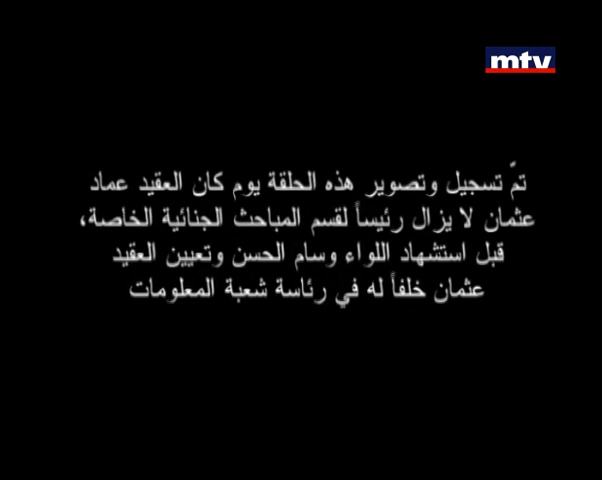 mtv
تمّ تسجيل وتصوير هذه الحلقة يوم كان العقيد عماد
عثمان لا يزال رئيساً لقسم المباحث الجنائية الخاصة،
قبل استشهاد اللواء وسام الحسن وتعيين العقيد
عثمان خلفاً له في رئاسة شعبة المعلومات